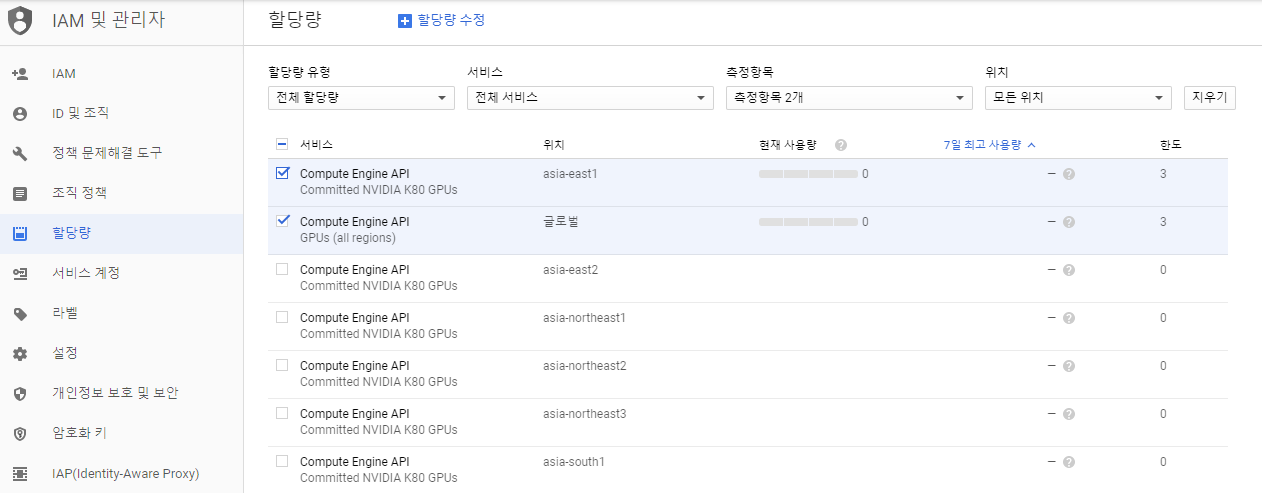 IAM 및 관리자
할당량
할당량 수정
IAM
ID 및 조직
정책 문제해결 도구
조직 정책
할당량
서비스 계정
라벨
설정
개인정보 보호 및 보안
암호화 키
IAP(Identity-Aware Proxy)
할당량 유형 서비스 측정항목 위치
전체 할당량 전체 서비스 측정항목 2개 모든 위치 지우기
서비스 위치 현재 사용량 ? 7일 최고 사용량 한도
Compute Engine API asia-east1 0 – ? 3
Committed NVIDIA K80 GPUs
Compute Engine API 글로벌 0 – ? 3
GPUs (all regions)
Compute Engine API asia-east2 – ? 0
Committed NVIDIA K80 GPUs
Compute Engine API asia-northeast1 – ? 0
Committed NVIDIA K80 GPUs
Compute Engine API asia-northeast2 – ? 0
Committed NVIDIA K80 GPUs
Compute Engine API asia-northeast3 – ? 0
Committed NVIDIA K80 GPUs
Compute Engine API asia-south1 – ? 0
Committed NVIDIA K80 GPUs